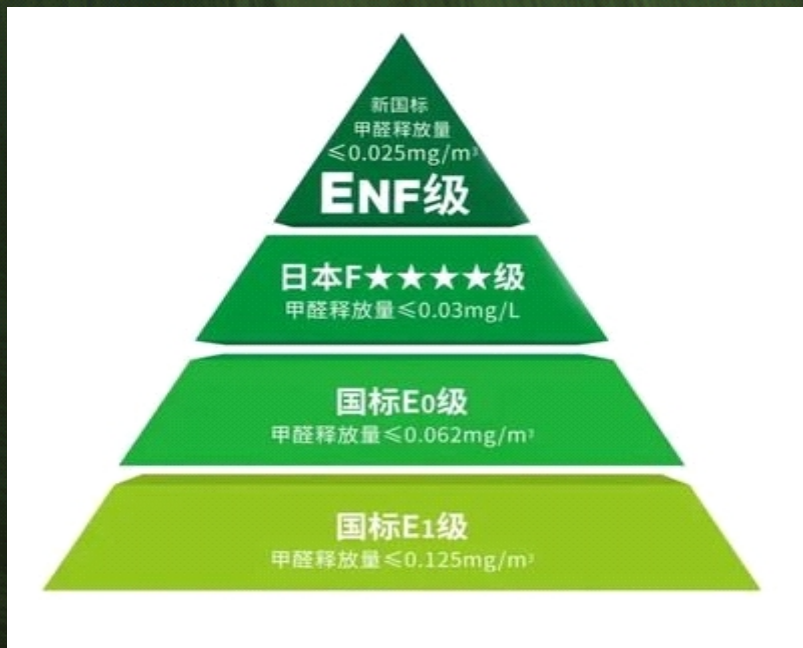 新国标
甲醛释放量
≤0.025mg/m³
ENF级
日本F★★★★级
甲醛释放量≤0.03mg/L
国标E0级
甲醛释放量≤0.062mg/m³
国标E1级
甲醛释放量≤0.125mg/m³